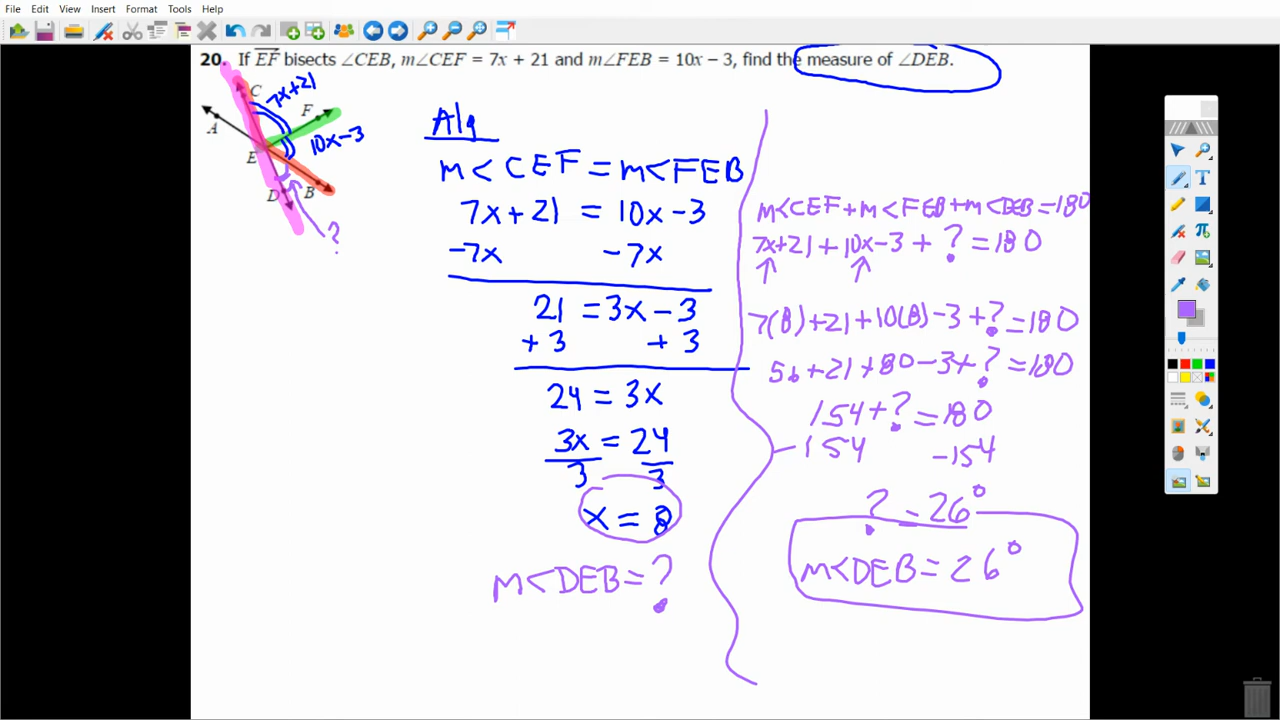 File Edit View Insert Format Tools Help
20. If EF bisects ∠CEB, m∠CEF = 7x + 21 and m∠FEB = 10x − 3, find the measure of ∠DEB.
C
7x+21
F
A
10x−3
E
D
B
?
Alg
m<CEF = m<FEB
7x+21 = 10x−3
−7x −7x
21 = 3x − 3
+3 +3
24 = 3x
3x = 24
3 3
x = 8
m<DEB = ?
m<CEF + m<FEB + m<DEB = 180
7x+21 + 10x−3 + ? = 180
7(8)+21+10(8)−3+? = 180
56+21+80−3+? = 180
154+? = 180
−154 −154
? = 26°
m<DEB = 26°
T
π